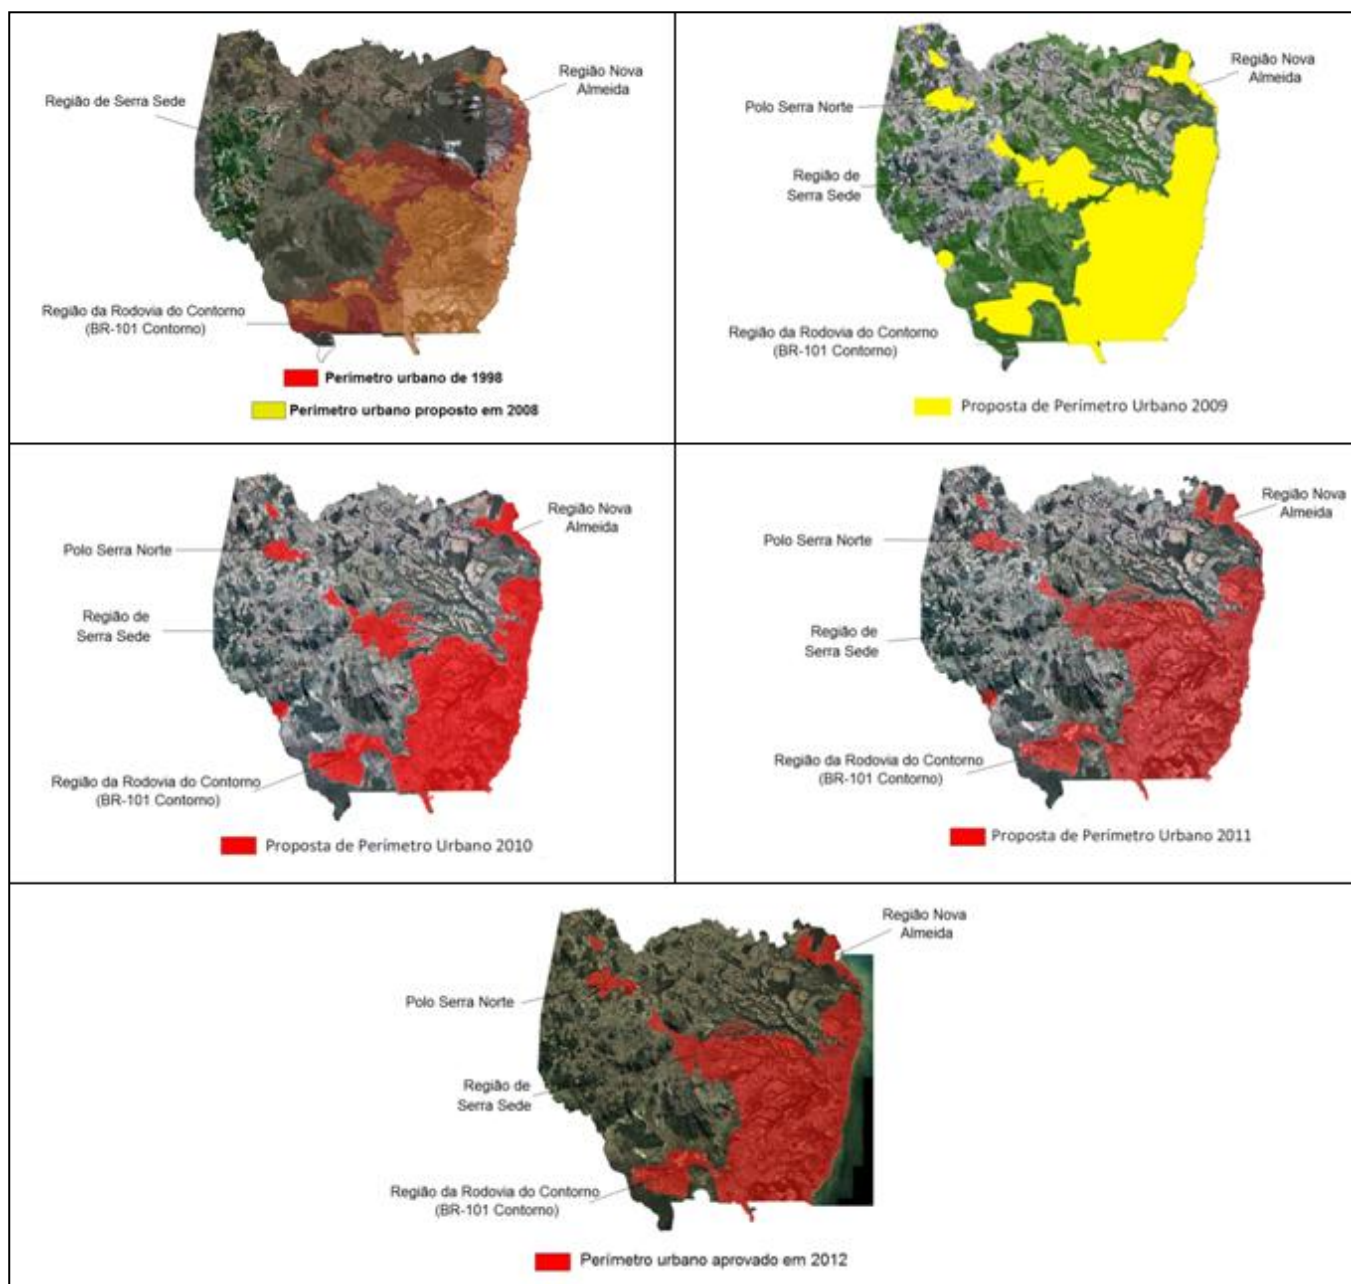 Região de Serra Sede
Região Nova
Almeida
Região da Rodovia do Contorno
(BR-101 Contorno)
Perimetro urbano de 1998
Perimetro urbano proposto em 2008
Região Nova
Almeida
Polo Serra Norte
Região de
Serra Sede
Região da Rodovia do Contorno
(BR-101 Contorno)
Proposta de Perímetro Urbano 2009
Região Nova
Almeida
Polo Serra Norte
Região de
Serra Sede
Região da Rodovia do Contorno
(BR-101 Contorno)
Proposta de Perímetro Urbano 2010
Região Nova
Almeida
Polo Serra Norte
Região de
Serra Sede
Região da Rodovia do Contorno
(BR-101 Contorno)
Proposta de Perímetro Urbano 2011
Região Nova
Almeida
Polo Serra Norte
Região de
Serra Sede
Região da Rodovia do Contorno
(BR-101 Contorno)
Perímetro urbano aprovado em 2012